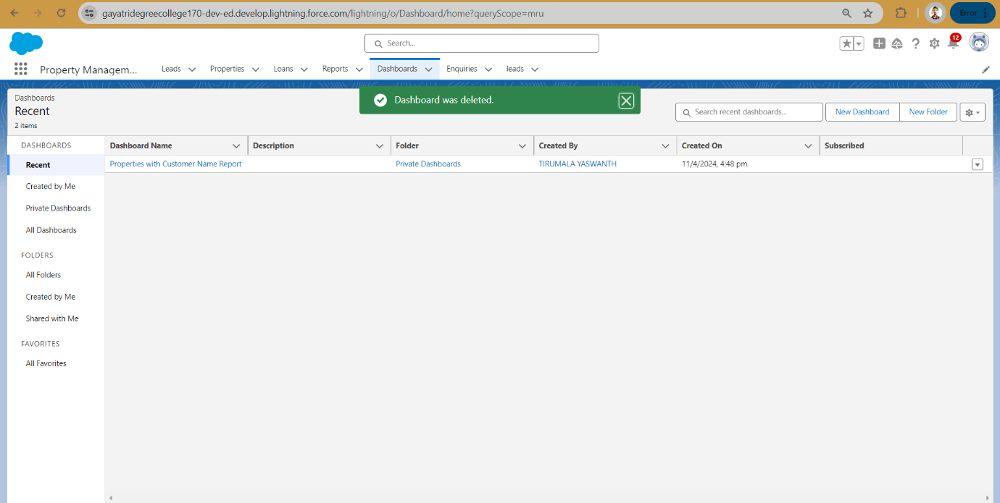 gayatridegreecollege170-dev-ed.develop.lightning.force.com/lightning/o/Dashboard/home?queryScope=mru
Error
Search...
12
Property Managem...
Leads
Properties
Loans
Reports
Dashboards
Enquiries
leads
Dashboards
Recent
2 items
Dashboard was deleted.
Search recent dashboards...
New Dashboard
New Folder
DASHBOARDS
Recent
Created by Me
Private Dashboards
All Dashboards
FOLDERS
All Folders
Created by Me
Shared with Me
FAVORITES
All Favorites
Dashboard Name
Description
Folder
Created By
Created On
Subscribed
Properties with Customer Name Report
Private Dashboards
TIRUMALA YASWANTH
11/4/2024, 4:48 pm